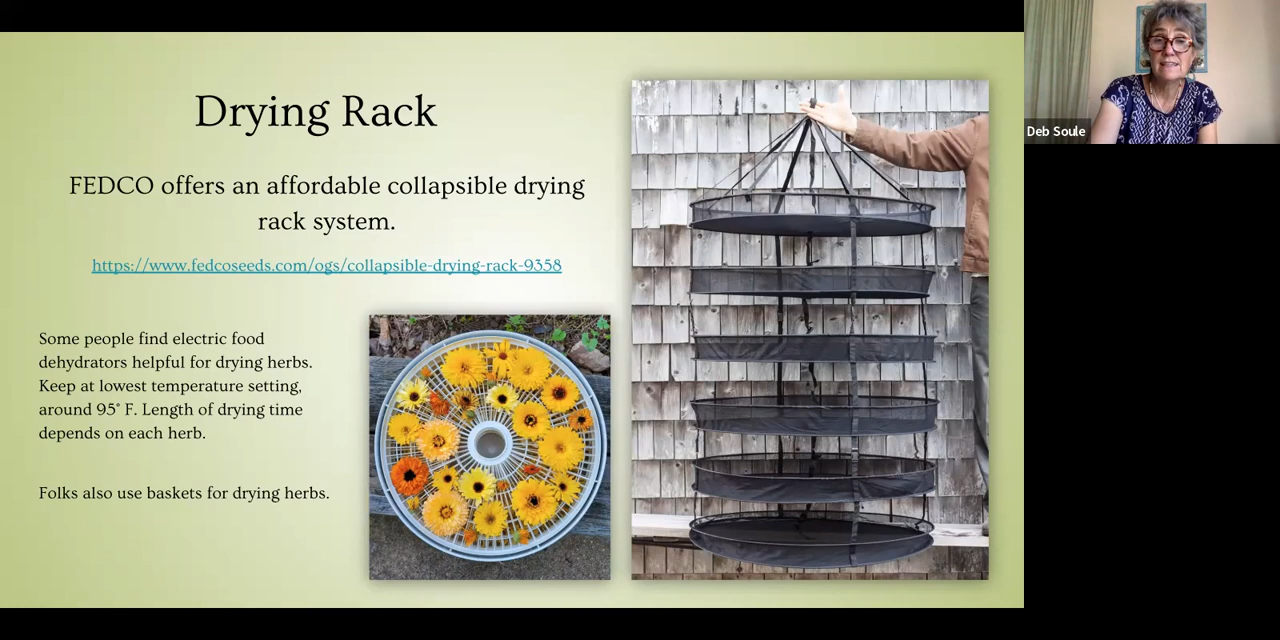 Drying Rack
FEDCO offers an affordable collapsible drying
rack system.
https://www.fedcoseeds.com/ogs/collapsible-drying-rack-9358
Some people find electric food
dehydrators helpful for drying herbs.
Keep at lowest temperature setting,
around 95° F. Length of drying time
depends on each herb.
Folks also use baskets for drying herbs.
Deb Soule